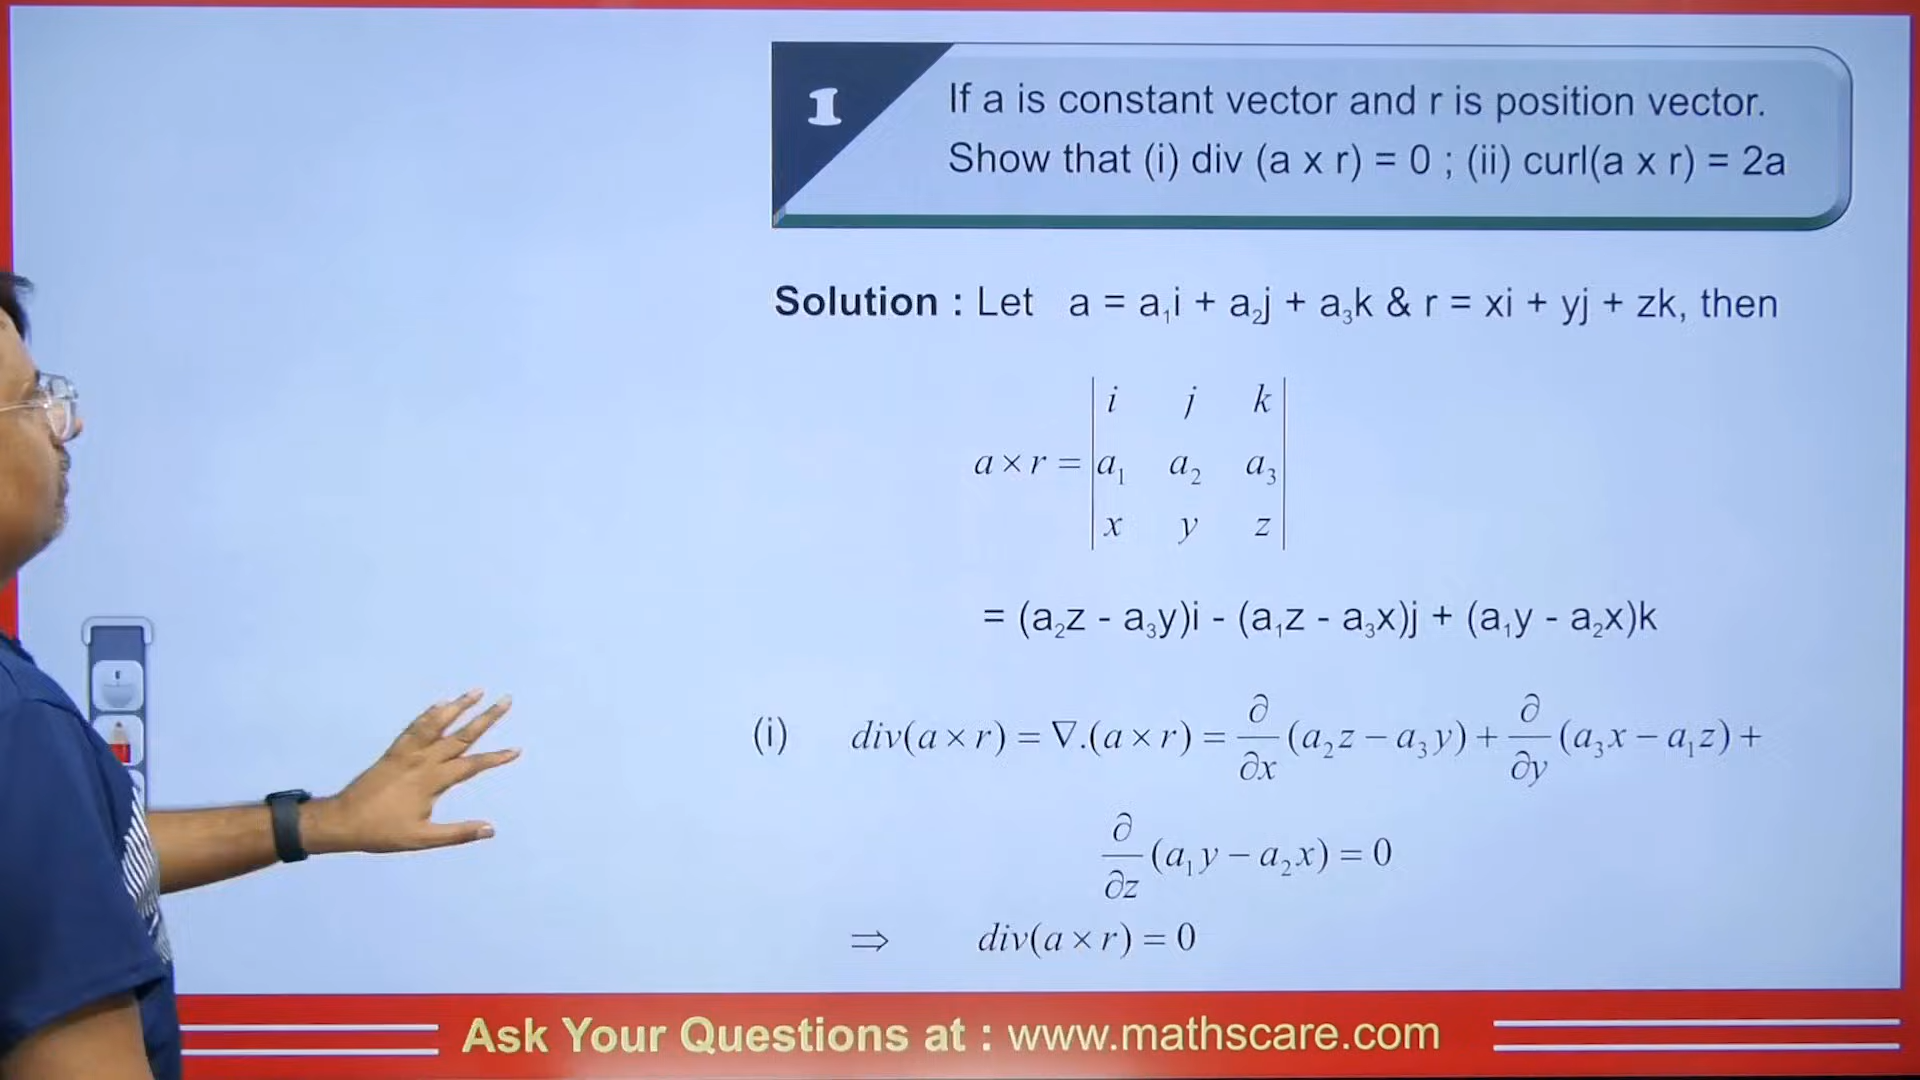 1
If a is constant vector and r is position vector.
Show that (i) div (a x r) = 0 ; (ii) curl(a x r) = 2a
Solution : Let a = a₁i + a₂j + a₃k & r = xi + yj + zk, then
a × r = | i j k |
| a₁ a₂ a₃ |
| x y z |
= (a₂z - a₃y)i - (a₁z - a₃x)j + (a₁y - a₂x)k
(i) div(a × r) = ∇.(a × r) = ∂/∂x (a₂z − a₃y) + ∂/∂y (a₃x − a₁z) +
∂/∂z (a₁y − a₂x) = 0
⇒ div(a × r) = 0
Ask Your Questions at : www.mathscare.com